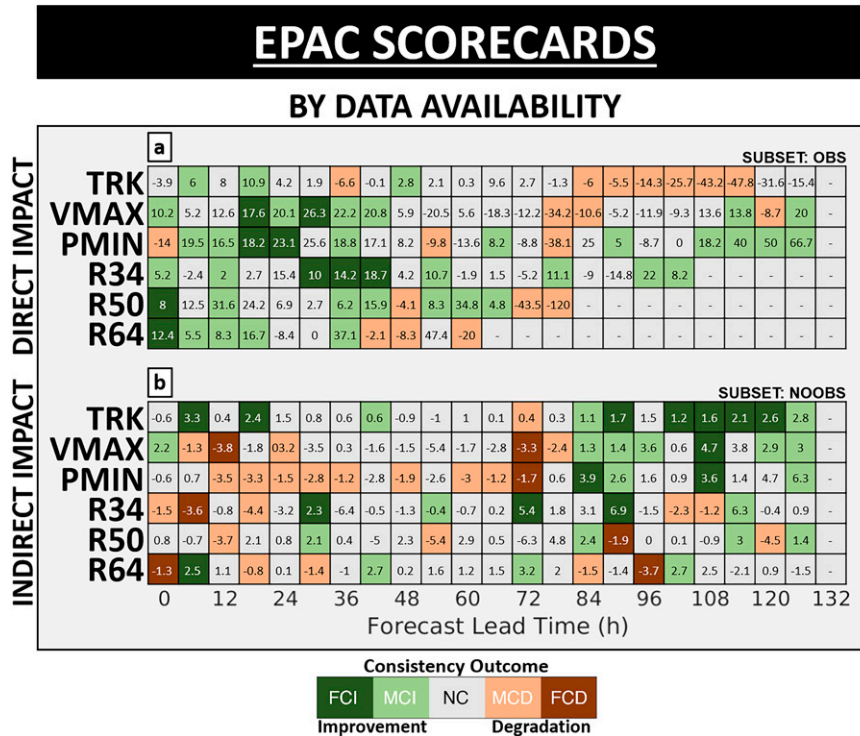 EPAC SCORECARDS
BY DATA AVAILABILITY
a
SUBSET: OBS
DIRECT IMPACT
TRK -3.9 6 8 10.9 4.2 1.9 -6.6 -0.1 2.8 2.1 0.3 9.6 2.7 -1.3 -6 -5.5 -14.3 -25.7 -43.2 -47.8 -31.6 -15.4 -
VMAX 10.2 5.2 12.6 17.6 20.1 26.3 22.2 20.8 5.9 -20.5 5.6 -18.3 -12.2 -34.2 -10.6 -5.2 -11.9 -9.3 13.6 13.8 -8.7 20 -
PMIN -14 19.5 16.5 18.2 23.1 25.6 18.8 17.1 8.2 -9.8 -13.6 8.2 -8.8 -38.1 25 5 -8.7 0 18.2 40 50 66.7 -
R34 5.2 -2.4 2 2.7 15.4 10 14.2 18.7 4.2 10.7 -1.9 1.5 -5.2 11.1 -9 -14.8 22 8.2 - - - - -
R50 8 12.5 31.6 24.2 6.9 2.7 6.2 15.9 -4.1 8.3 34.8 4.8 -43.5 -120 - - - - - - - - -
R64 12.4 5.5 8.3 16.7 -8.4 0 37.1 -2.1 -8.3 47.4 -20 - - - - - - - - - - - -
b
SUBSET: NOOBS
INDIRECT IMPACT
TRK -0.6 3.3 0.4 2.4 1.5 0.8 0.6 0.6 -0.9 -1 1 0.1 0.4 0.3 1.1 1.7 1.5 1.2 1.6 2.1 2.6 2.8 -
VMAX 2.2 -1.3 -3.8 -1.8 03.2 -3.5 0.3 -1.6 -1.5 -5.4 -1.7 -2.8 -3.3 -2.4 1.3 1.4 3.6 0.6 4.7 3.8 2.9 3 -
PMIN -0.6 0.7 -3.5 -3.3 -1.5 -2.8 -1.2 -2.8 -1.9 -2.6 -3 -1.2 -1.7 0.6 3.9 2.6 1.6 0.9 3.6 1.4 4.7 6.3 -
R34 -1.5 -3.6 -0.8 -4.4 -3.2 2.3 -6.4 -0.5 -1.3 -0.4 -0.7 0.2 5.4 1.8 3.1 6.9 -1.5 -2.3 -1.2 6.3 -0.4 0.9 -
R50 0.8 -0.7 -3.7 2.1 0.8 2.1 0.4 -5 2.3 -5.4 2.9 0.5 -6.3 4.8 2.4 -1.9 0 0.1 -0.9 3 -4.5 1.4 -
R64 -1.3 2.5 1.1 -0.8 0.1 -1.4 -1 2.7 0.2 1.6 1.2 1.5 3.2 2 -1.5 -1.4 -3.7 2.7 2.5 -2.1 0.9 -1.5 -
0 12 24 36 48 60 72 84 96 108 120 132
Forecast Lead Time (h)
Consistency Outcome
FCI MCI NC MCD FCD
Improvement Degradation